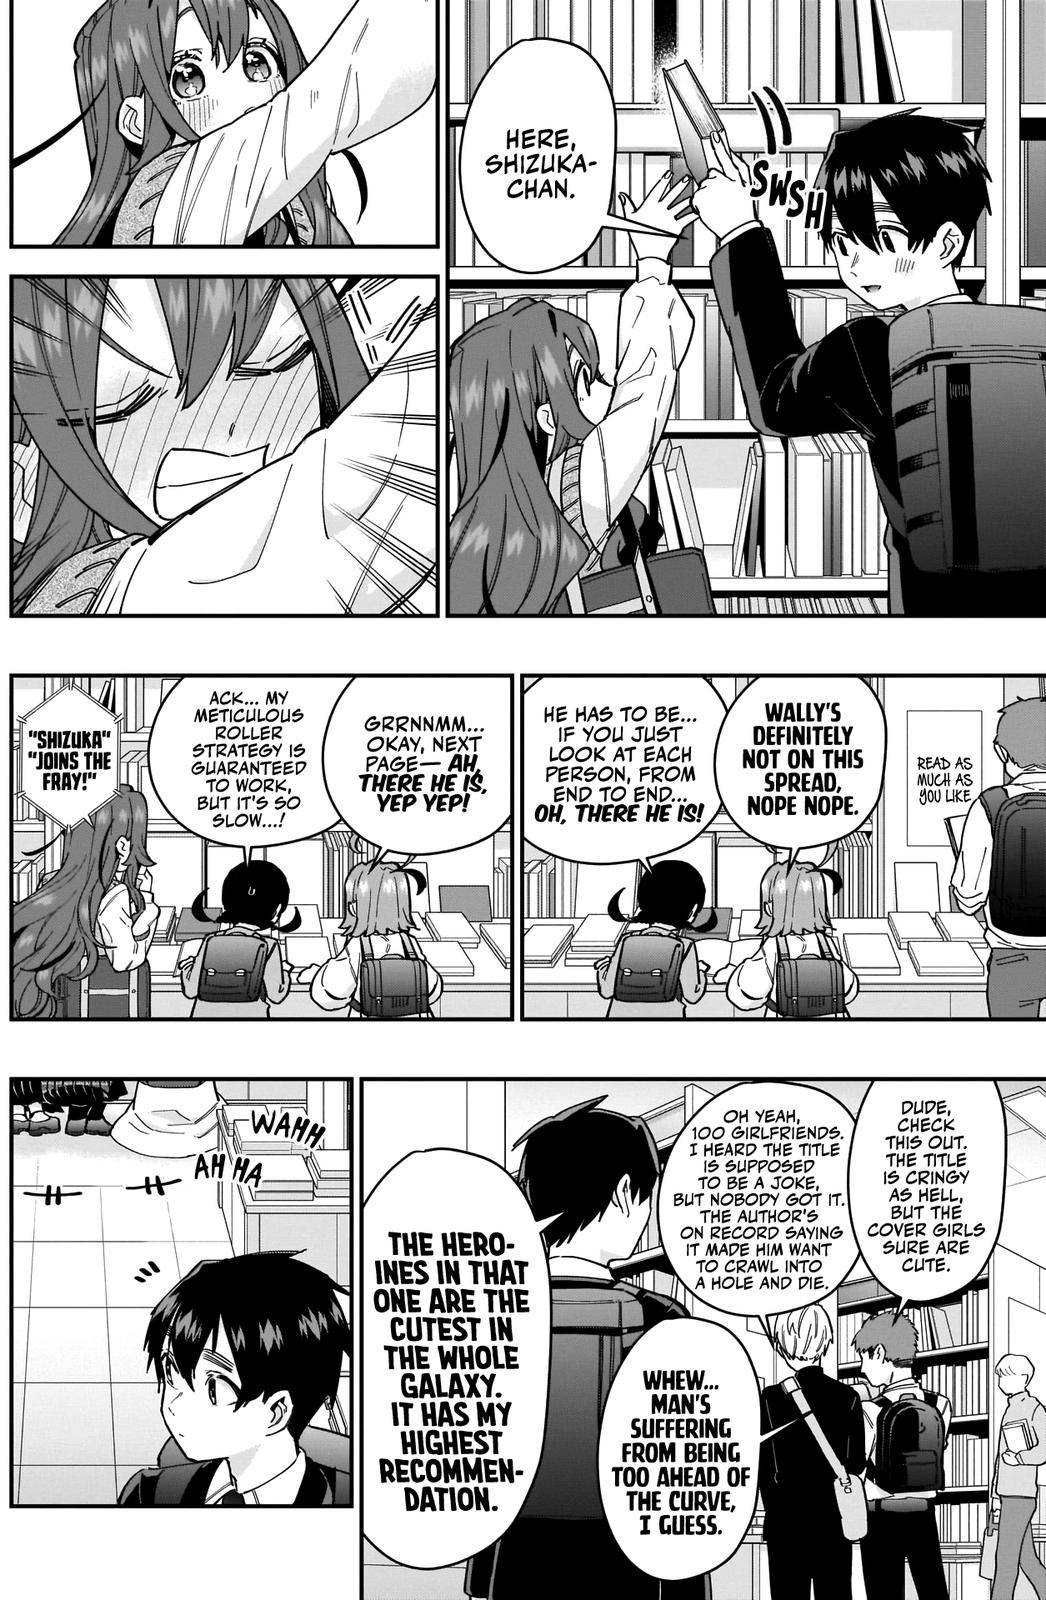 HERE,
SHIZUKA-
CHAN.
SWSH
READ AS
MUCH AS
YOU LIKE
WALLY'S
DEFINITELY
NOT ON THIS
SPREAD,
NOPE NOPE.
HE HAS TO BE...
IF YOU JUST
LOOK AT EACH
PERSON, FROM
END TO END...
OH, THERE HE IS!
GRRNNMM...
OKAY, NEXT
PAGE— AH,
THERE HE IS,
YEP YEP!
ACK... MY
METICULOUS
ROLLER
STRATEGY IS
GUARANTEED
TO WORK,
BUT IT'S SO
SLOW...!
"SHIZUKA"
"JOINS THE
FRAY!"
DUDE,
CHECK
THIS OUT.
THE TITLE
IS CRINGY
AS HELL,
BUT THE
COVER GIRLS
SURE ARE
CUTE.
OH YEAH,
100 GIRLFRIENDS.
I HEARD THE TITLE
IS SUPPOSED
TO BE A JOKE,
BUT NOBODY GOT IT.
THE AUTHOR'S
ON RECORD SAYING
IT MADE HIM WANT
TO CRAWL INTO
A HOLE AND DIE.
WHEW...
MAN'S
SUFFERING
FROM BEING
TOO AHEAD OF
THE CURVE,
I GUESS.
THE HERO-
INES IN THAT
ONE ARE THE
CUTEST IN
THE WHOLE
GALAXY.
IT HAS MY
HIGHEST
RECOMMEN-
DATION.
WAHH
AH HA